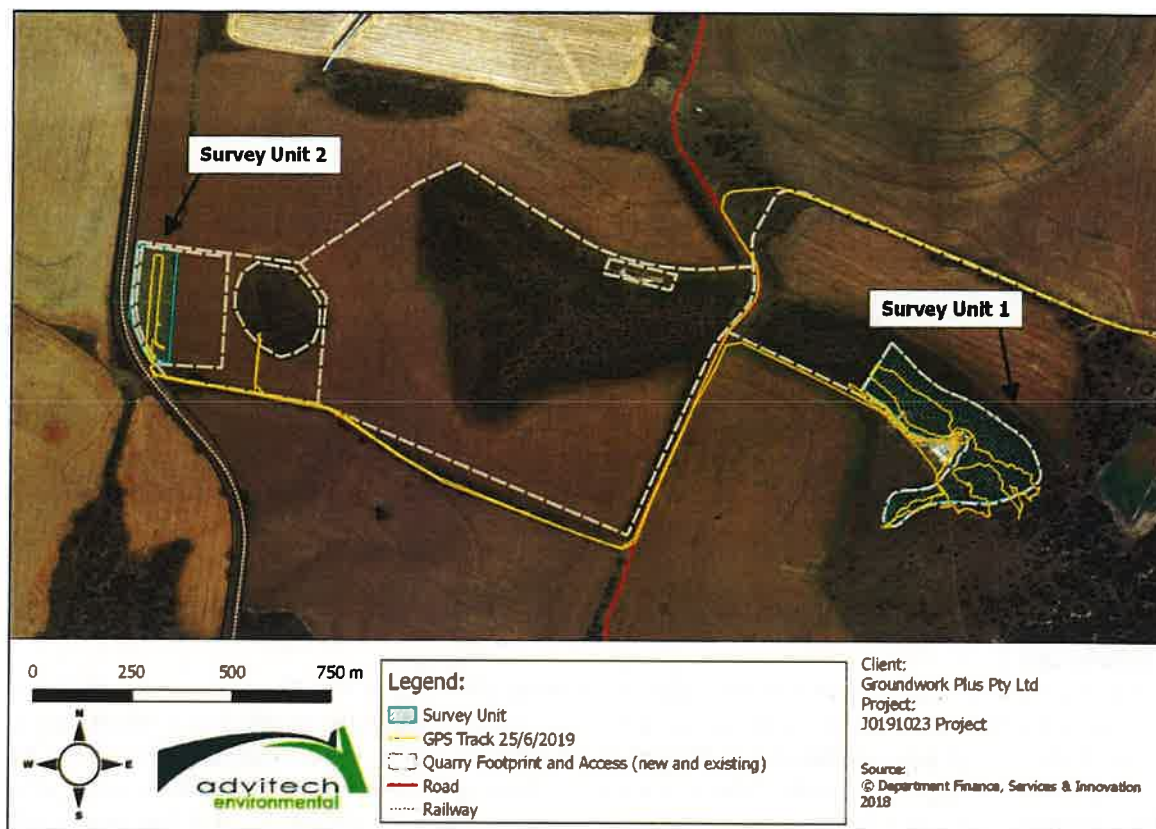 Survey Unit 2
Survey Unit 1
0 250 500 750 m
N
W E
S
advitech
environmental
Legend:
Survey Unit
GPS Track 25/6/2019
Quarry Footprint and Access (new and existing)
Road
Railway
Client:
Groundwork Plus Pty Ltd
Project:
J0191023 Project
Source:
© Department Finance, Services & Innovation
2018